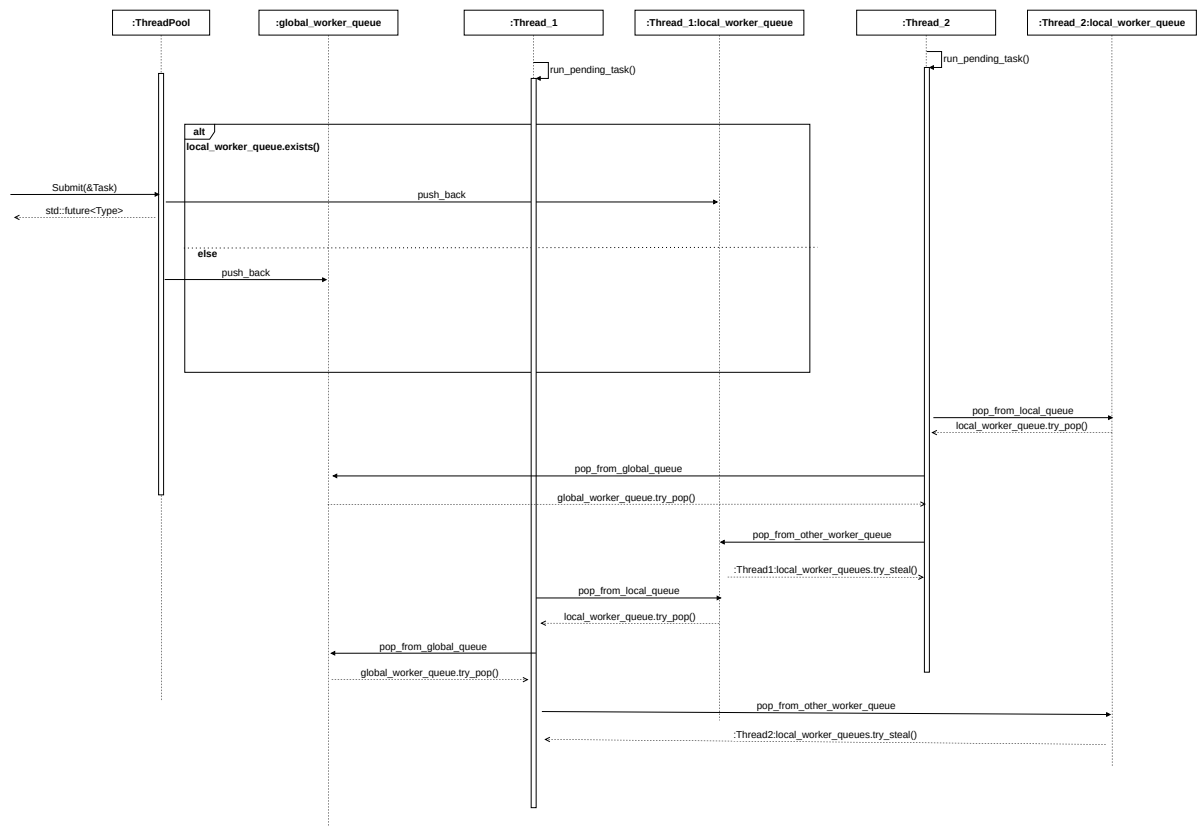 :ThreadPool
:global_worker_queue
:Thread_1
:Thread_1:local_worker_queue
:Thread_2
:Thread_2:local_worker_queue
run_pending_task()
run_pending_task()
alt
local_worker_queue.exists()
Submit(&Task)
push_back
std::future<Type>
else
push_back
pop_from_local_queue
local_worker_queue.try_pop()
pop_from_global_queue
global_worker_queue.try_pop()
pop_from_other_worker_queue
:Thread1:local_worker_queues.try_steal()
pop_from_local_queue
local_worker_queue.try_pop()
pop_from_global_queue
global_worker_queue.try_pop()
pop_from_other_worker_queue
:Thread2:local_worker_queues.try_steal()